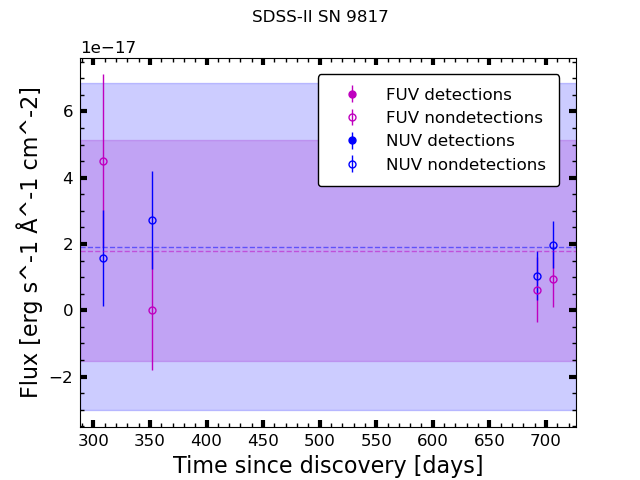 SDSS-II SN 9817
1e−17
FUV detections
FUV nondetections
NUV detections
NUV nondetections
6
4
2
0
−2
Flux [erg s^-1 Å^-1 cm^-2]
300 350 400 450 500 550 600 650 700
Time since discovery [days]